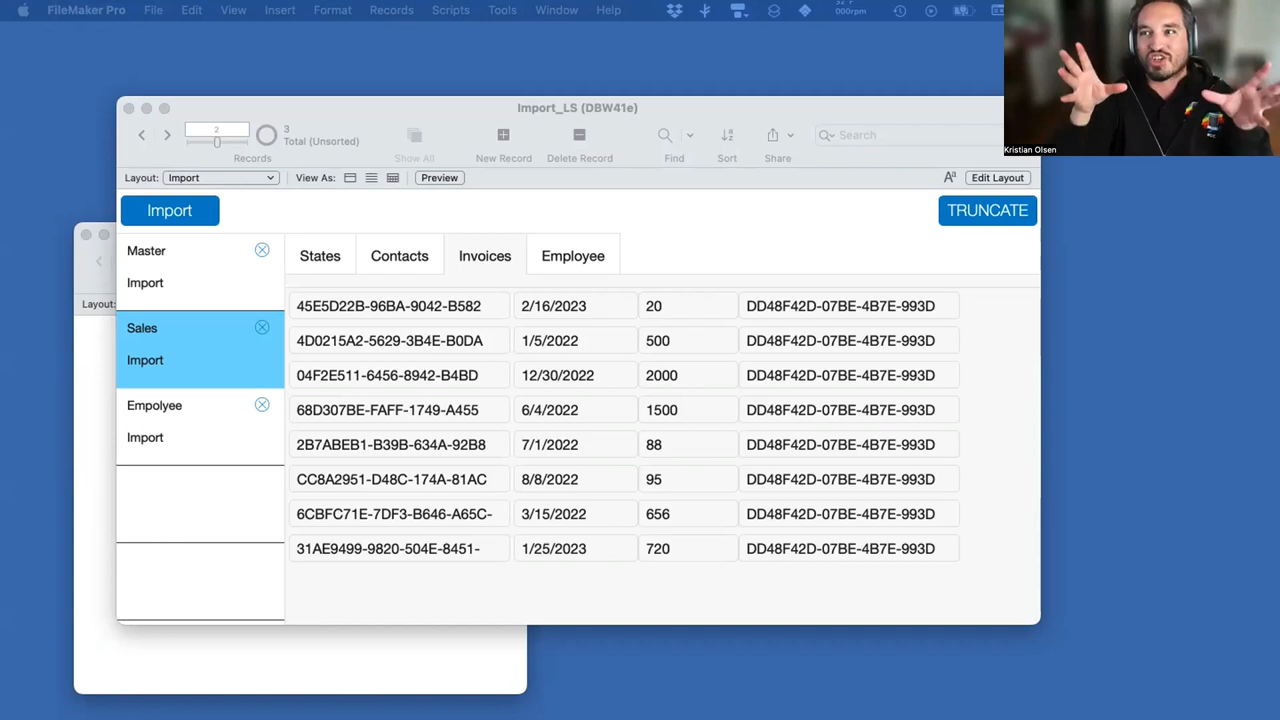 FileMaker Pro File Edit View Insert Format Records Scripts Tools Window Help 000rpm
Kristian Olsen
Import_LS (DBW41e)
2 3 Total (Unsorted) Search
Records Show All New Record Delete Record Find Sort Share
Layout: Import View As: Preview Aa Edit Layout
Import TRUNCATE
Master
Import
Sales
Import
Empolyee
Import
States Contacts Invoices Employee
45E5D22B-96BA-9042-B582 2/16/2023 20 DD48F42D-07BE-4B7E-993D
4D0215A2-5629-3B4E-B0DA 1/5/2022 500 DD48F42D-07BE-4B7E-993D
04F2E511-6456-8942-B4BD 12/30/2022 2000 DD48F42D-07BE-4B7E-993D
68D307BE-FAFF-1749-A455 6/4/2022 1500 DD48F42D-07BE-4B7E-993D
2B7ABEB1-B39B-634A-92B8 7/1/2022 88 DD48F42D-07BE-4B7E-993D
CC8A2951-D48C-174A-81AC 8/8/2022 95 DD48F42D-07BE-4B7E-993D
6CBFC71E-7DF3-B646-A65C- 3/15/2022 656 DD48F42D-07BE-4B7E-993D
31AE9499-9820-504E-8451- 1/25/2023 720 DD48F42D-07BE-4B7E-993D
Layout: